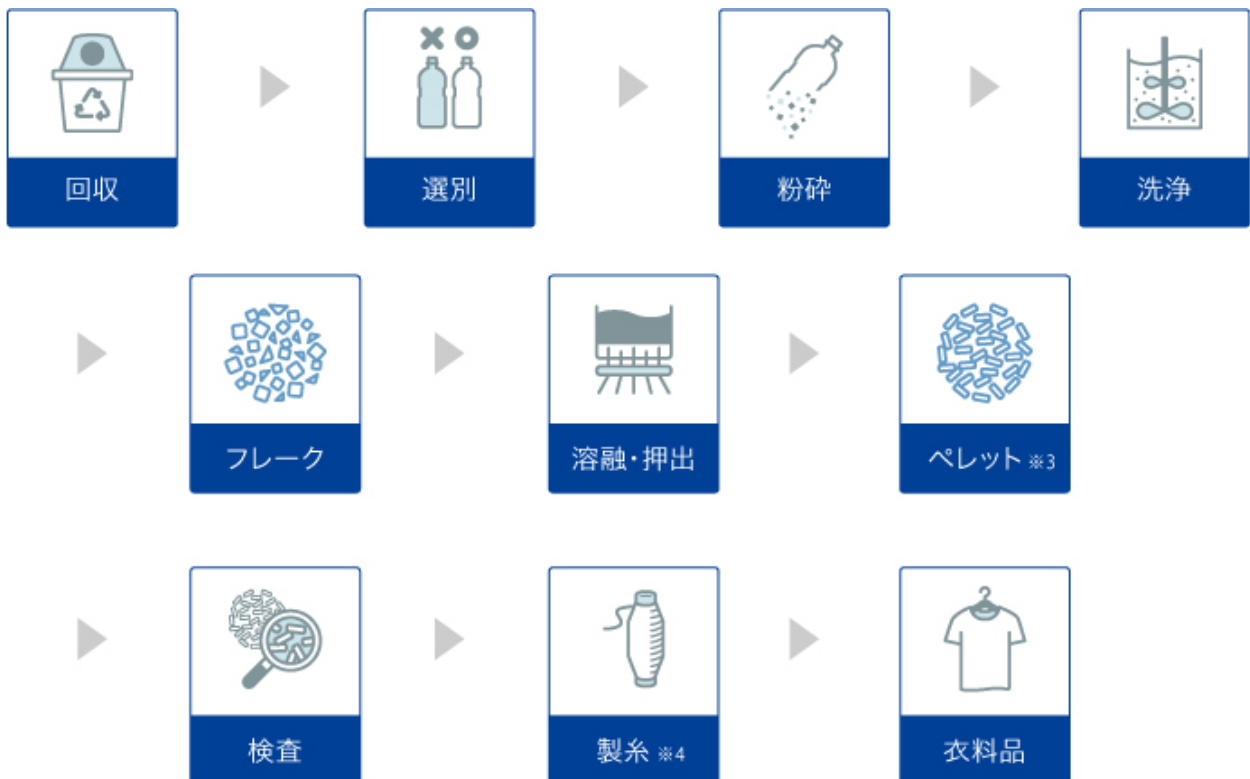 回収
選別
粉砕
洗浄
フレーク
溶融・押出
ペレット ※3
検査
製糸 ※4
衣料品